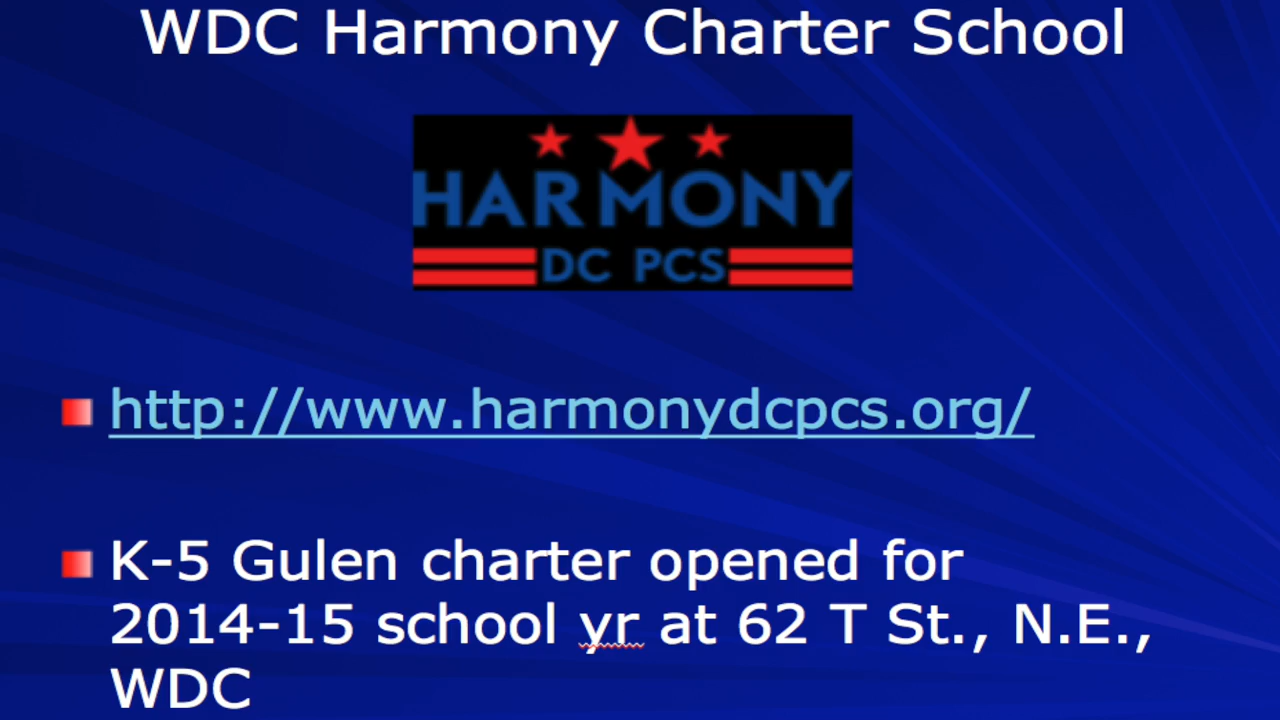 WDC Harmony Charter School
HARMONY
DC PCS
http://www.harmonydcpcs.org/
K-5 Gulen charter opened for
2014-15 school yr at 62 T St., N.E.,
WDC